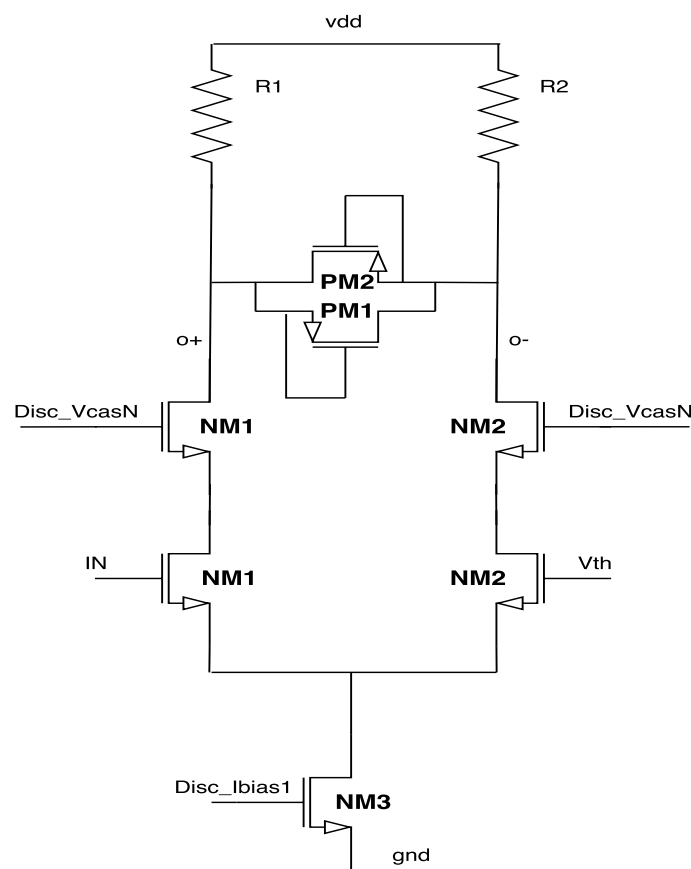 vdd
R1
R2
PM2
PM1
o+
o-
Disc_VcasN
Disc_VcasN
NM1
NM2
IN
Vth
NM1
NM2
Disc_Ibias1
NM3
gnd